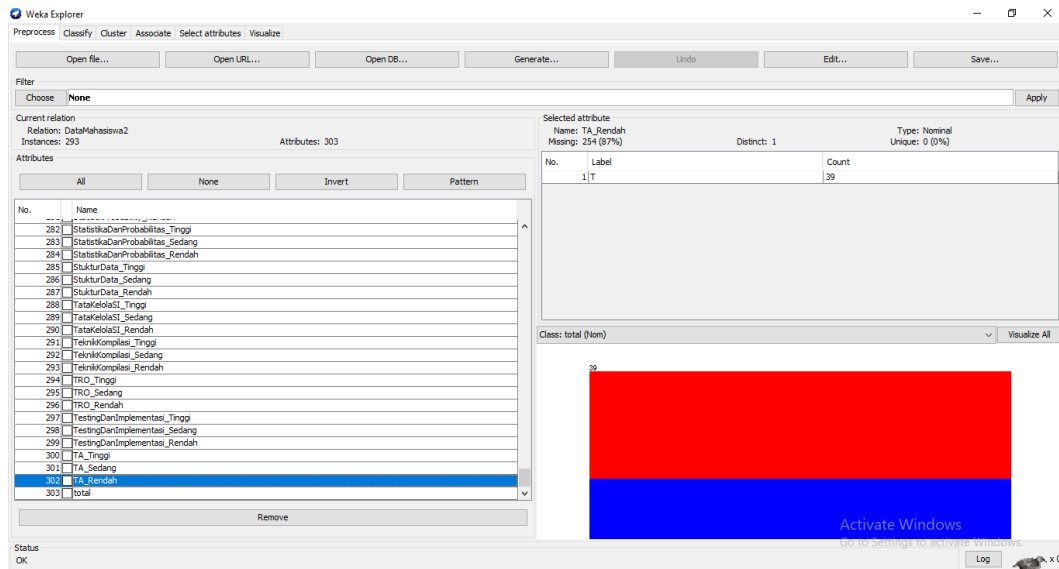 Weka Explorer
Preprocess Classify Cluster Associate Select attributes Visualize
Open file... Open URL... Open DB... Generate... Undo Edit... Save...
Filter
Choose None Apply
Current relation
Relation: DataMahasiswa2
Instances: 293 Attributes: 303
Attributes
All None Invert Pattern
No. Name
282 StatistikaDanProbabilitas_Tinggi
283 StatistikaDanProbabilitas_Sedang
284 StatistikaDanProbabilitas_Rendah
285 StukturData_Tinggi
286 StukturData_Sedang
287 StukturData_Rendah
288 TataKelolaSI_Tinggi
289 TataKelolaSI_Sedang
290 TataKelolaSI_Rendah
291 TeknikKompilasi_Tinggi
292 TeknikKompilasi_Sedang
293 TeknikKompilasi_Rendah
294 TRO_Tinggi
295 TRO_Sedang
296 TRO_Rendah
297 TestingDanImplementasi_Tinggi
298 TestingDanImplementasi_Sedang
299 TestingDanImplementasi_Rendah
300 TA_Tinggi
301 TA_Sedang
302 TA_Rendah
303 total
Remove
Selected attribute
Name: TA_Rendah Type: Nominal
Missing: 254 (87%) Distinct: 1 Unique: 0 (0%)
No. Label Count
1 T 39
Class: total (Nom) Visualize All
39
Activate Windows
Go to Settings to activate Windows.
Status
OK
Log x 0